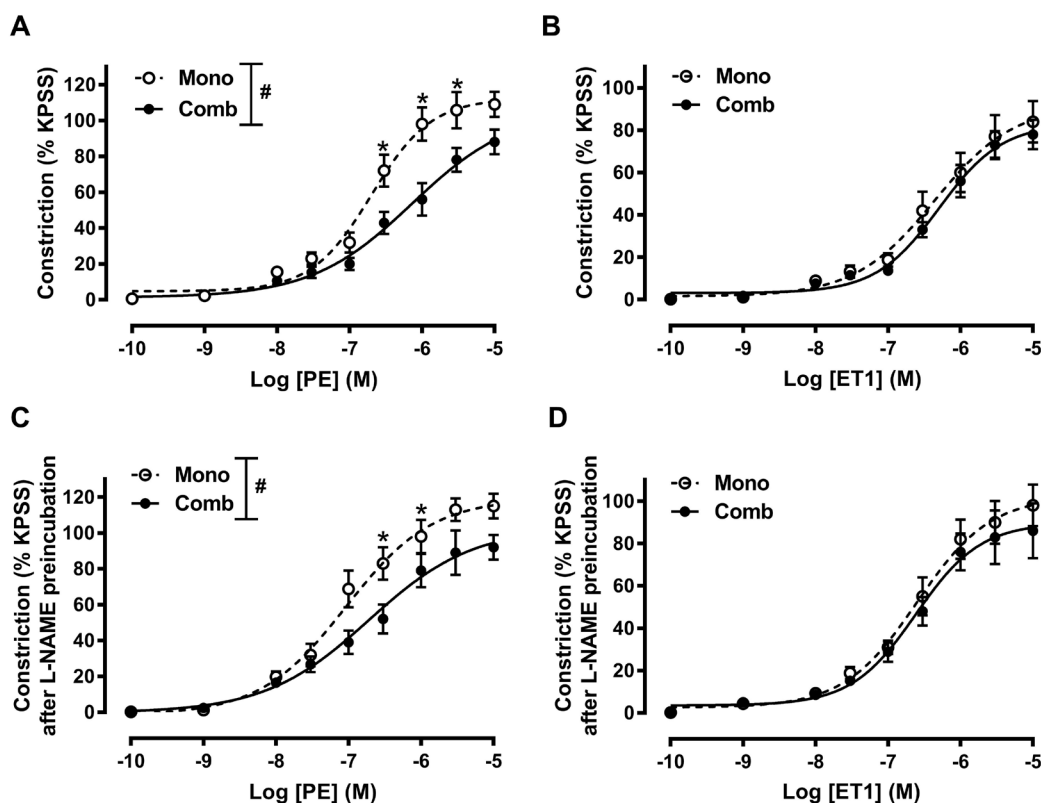 A
Mono
Comb
#
*
*
*
Constriction (% KPSS)
120
100
80
60
40
20
0
-10
-9
-8
-7
-6
-5
Log [PE] (M)
B
Mono
Comb
Constriction (% KPSS)
100
80
60
40
20
0
-10
-9
-8
-7
-6
-5
Log [ET1] (M)
C
Mono
Comb
#
*
*
Constriction (% KPSS)
after L-NAME preincubation
120
100
80
60
40
20
0
-10
-9
-8
-7
-6
-5
Log [PE] (M)
D
Mono
Comb
Constriction (% KPSS)
after L-NAME preincubation
100
80
60
40
20
0
-10
-9
-8
-7
-6
-5
Log [ET1] (M)